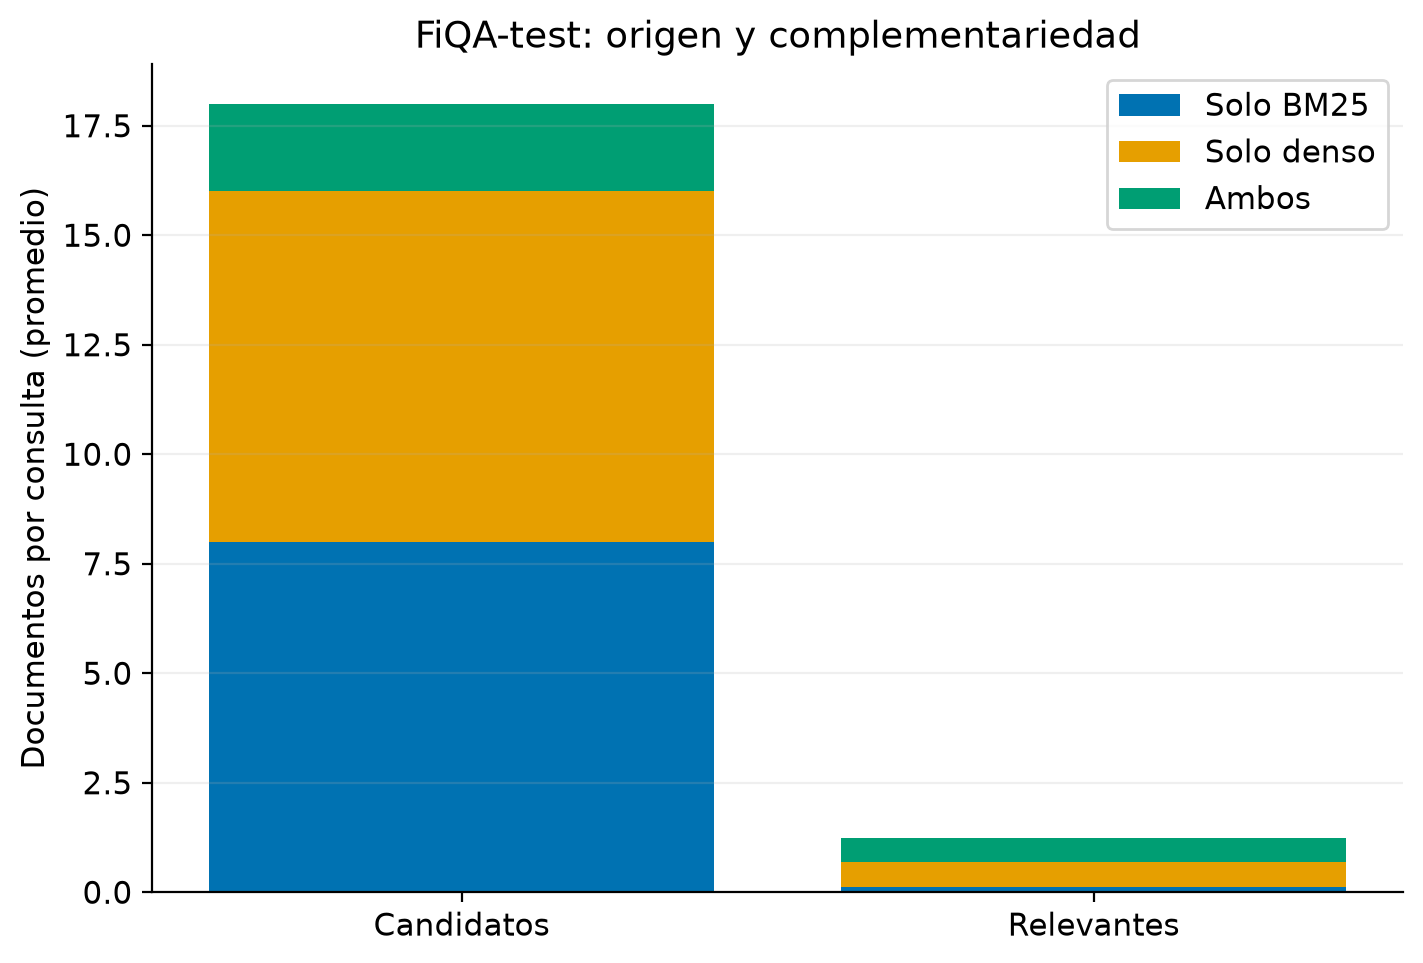 FiQA-test: origen y complementariedad
Solo BM25
Solo denso
Ambos
Documentos por consulta (promedio)
17.5
15.0
12.5
10.0
7.5
5.0
2.5
0.0
Candidatos
Relevantes